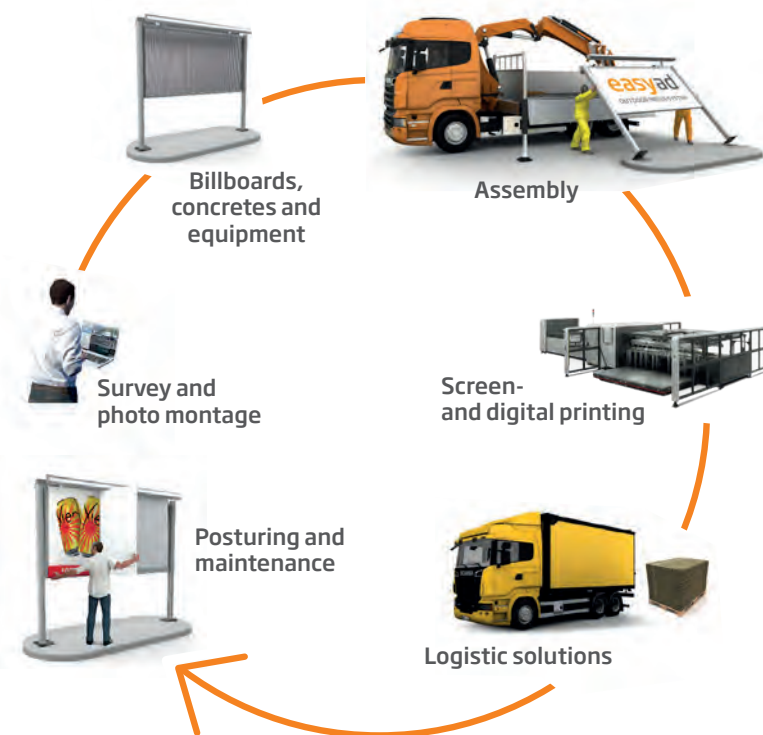 easyad
Billboards,
concretes and
equipment
Assembly
Survey and
photo montage
Screen-
and digital printing
Posturing and
maintenance
Logistic solutions